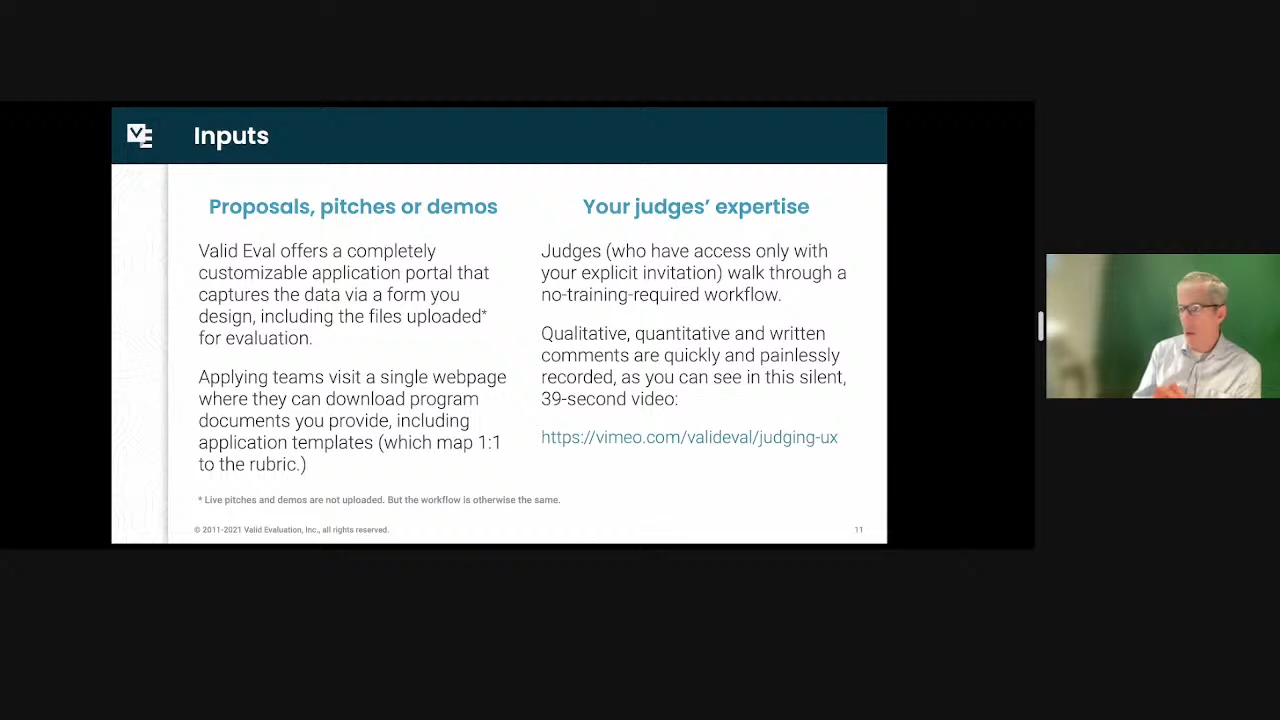 VE
Inputs
Proposals, pitches or demos
Valid Eval offers a completely
customizable application portal that
captures the data via a form you
design, including the files uploaded*
for evaluation.
Applying teams visit a single webpage
where they can download program
documents you provide, including
application templates (which map 1:1
to the rubric.)
Your judges’ expertise
Judges (who have access only with
your explicit invitation) walk through a
no-training-required workflow.
Qualitative, quantitative and written
comments are quickly and painlessly
recorded, as you can see in this silent,
39-second video:
https://vimeo.com/valideval/judging-ux
* Live pitches and demos are not uploaded. But the workflow is otherwise the same.
© 2011-2021 Valid Evaluation, Inc., all rights reserved.
11